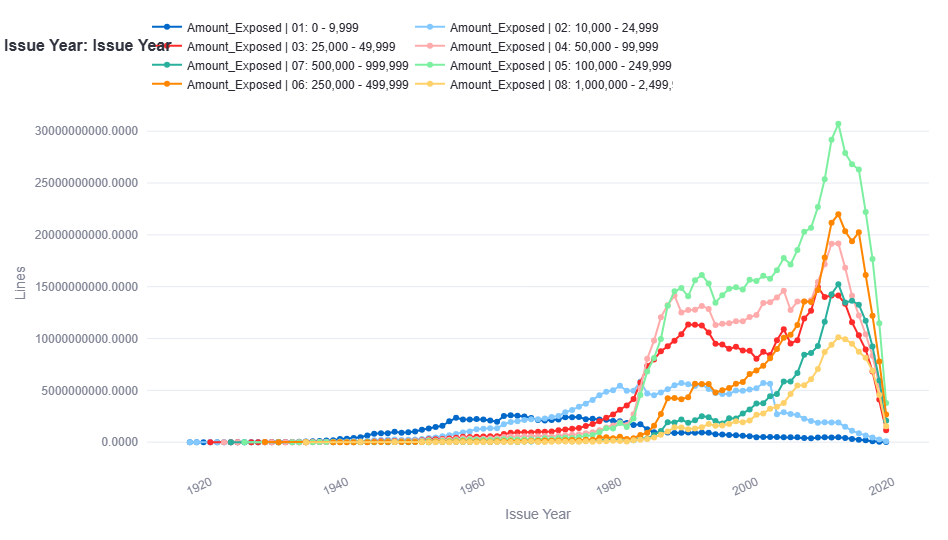 Amount_Exposed | 01: 0 - 9,999 Amount_Exposed | 02: 10,000 - 24,999
Issue Year: Issue Year Amount_Exposed | 03: 25,000 - 49,999 Amount_Exposed | 04: 50,000 - 99,999
Amount_Exposed | 07: 500,000 - 999,999 Amount_Exposed | 05: 100,000 - 249,999
Amount_Exposed | 06: 250,000 - 499,999 Amount_Exposed | 08: 1,000,000 - 2,499,
30000000000.0000
25000000000.0000
20000000000.0000
15000000000.0000
10000000000.0000
5000000000.0000
0.0000
Lines
1920 1940 1960 1980 2000 2020
Issue Year